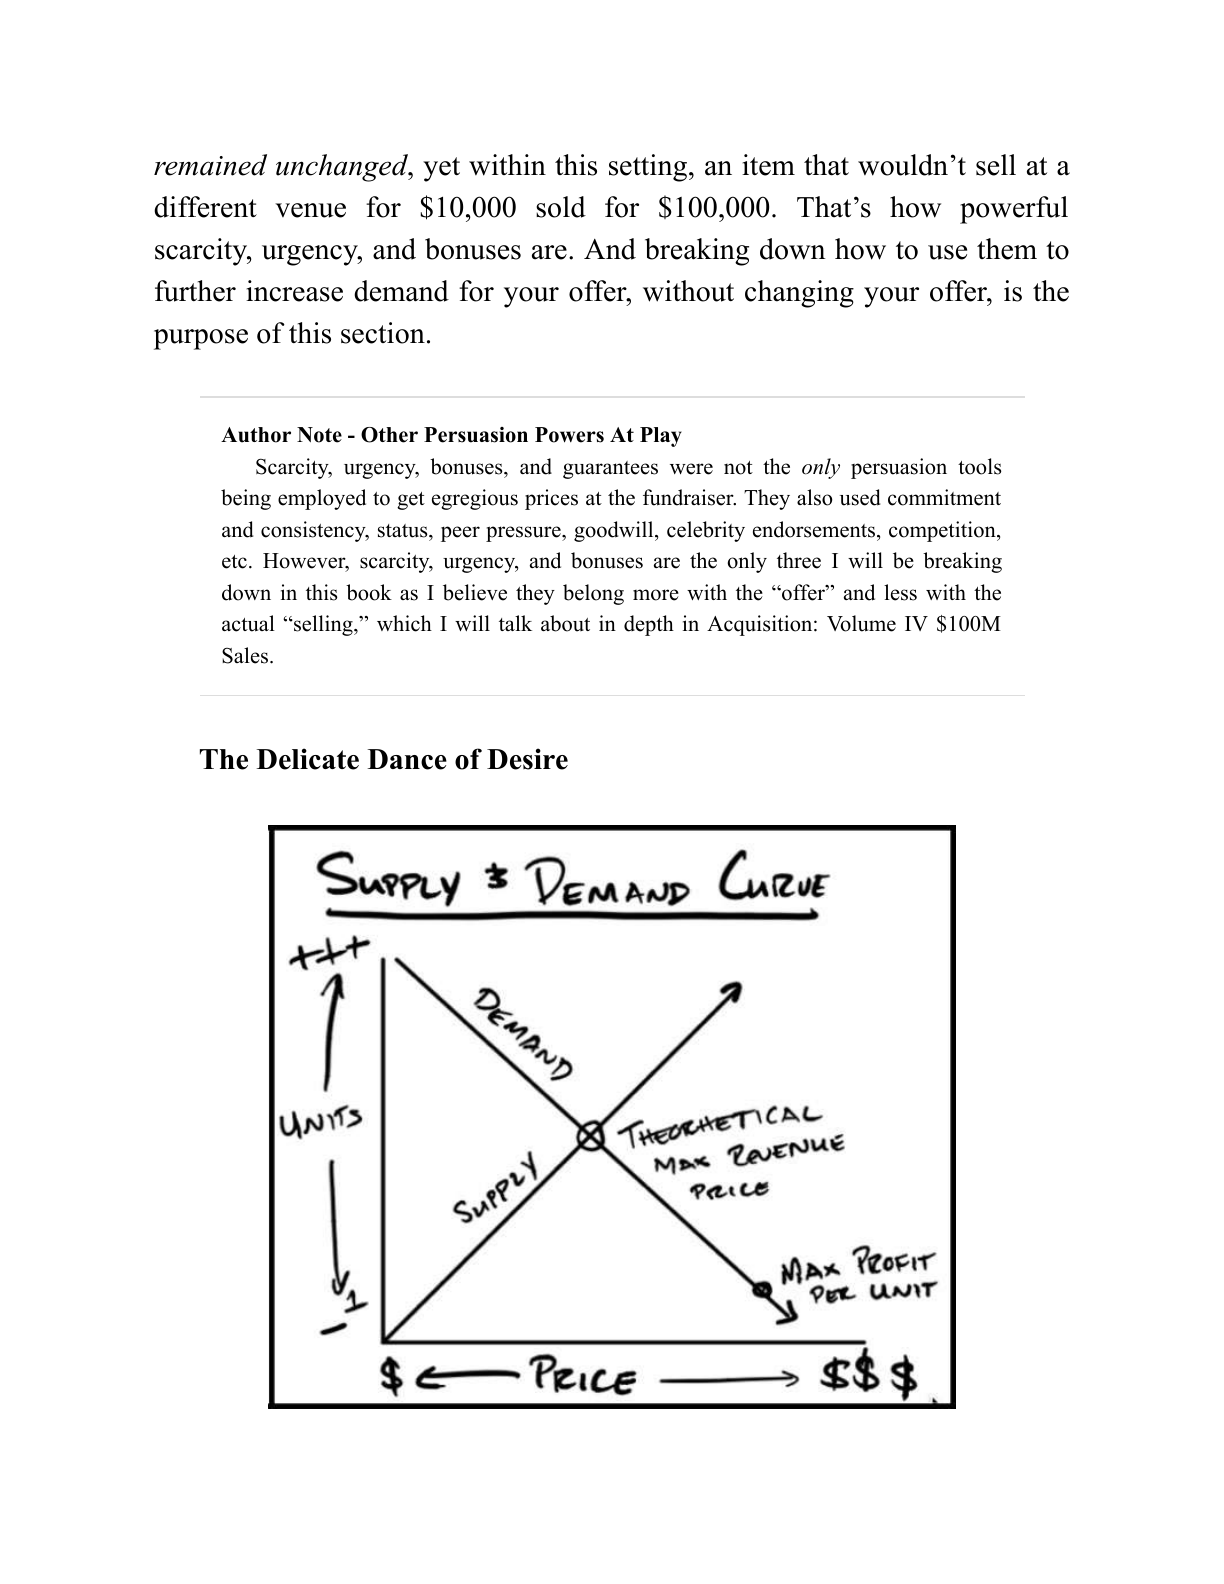 remained unchanged, yet within this setting, an item that wouldn’t sell at a
different venue for $10,000 sold for $100,000. That’s how powerful
scarcity, urgency, and bonuses are. And breaking down how to use them to
further increase demand for your offer, without changing your offer, is the
purpose of this section.
Author Note - Other Persuasion Powers At Play
Scarcity, urgency, bonuses, and guarantees were not the only persuasion tools
being employed to get egregious prices at the fundraiser. They also used commitment
and consistency, status, peer pressure, goodwill, celebrity endorsements, competition,
etc. However, scarcity, urgency, and bonuses are the only three I will be breaking
down in this book as I believe they belong more with the “offer” and less with the
actual “selling,” which I will talk about in depth in Acquisition: Volume IV $100M
Sales.
The Delicate Dance of Desire
SUPPLY & DEMAND CURVE
+++
DEMAND
UNITS
THEORHETICAL
MAX REVENUE
PRICE
SUPPLY
MAX PROFIT
PER UNIT
1
–
$ ← PRICE → $$$